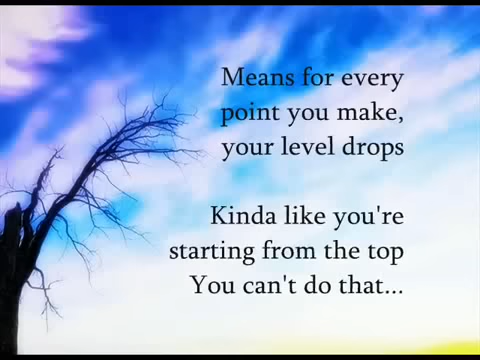 Means for every
point you make,
your level drops
Kinda like you're
starting from the top
You can't do that...